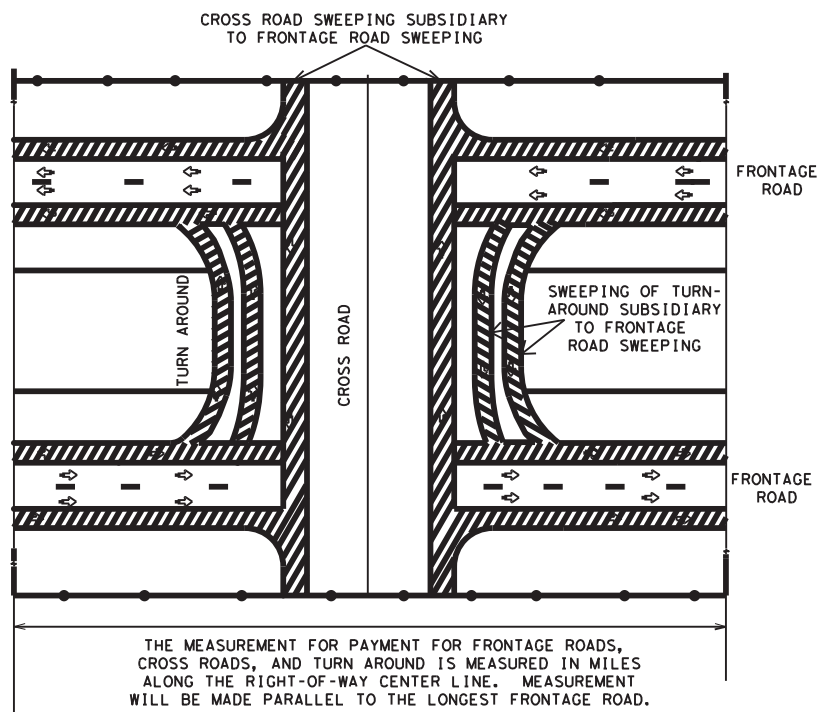 CROSS ROAD SWEEPING SUBSIDIARY
TO FRONTAGE ROAD SWEEPING
FRONTAGE
ROAD
TURN AROUND
CROSS ROAD
SWEEPING OF TURN-
AROUND SUBSIDIARY
TO FRONTAGE
ROAD SWEEPING
FRONTAGE
ROAD
THE MEASUREMENT FOR PAYMENT FOR FRONTAGE ROADS,
CROSS ROADS, AND TURN AROUND IS MEASURED IN MILES
ALONG THE RIGHT-OF-WAY CENTER LINE. MEASUREMENT
WILL BE MADE PARALLEL TO THE LONGEST FRONTAGE ROAD.